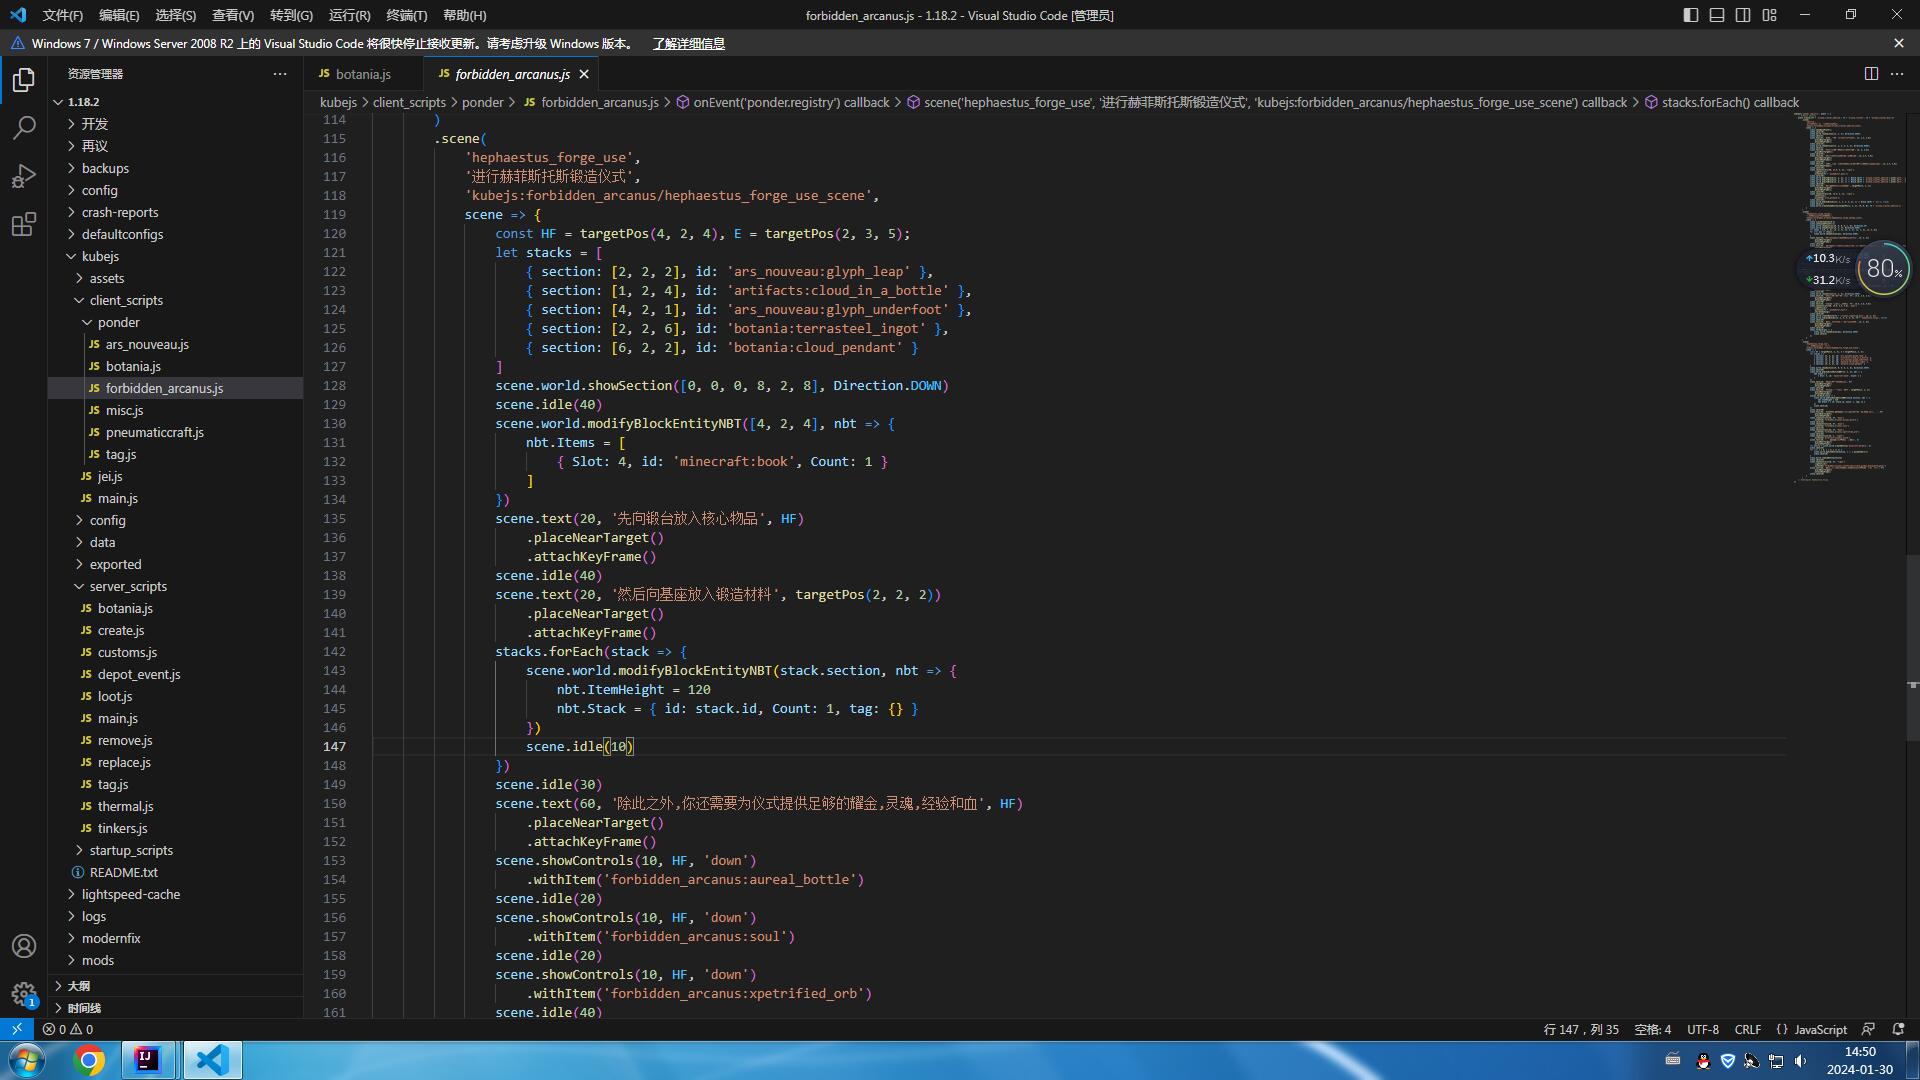 文件(F) 编辑(E) 选择(S) 查看(V) 转到(G) 运行(R) 终端(T) 帮助(H)
forbidden_arcanus.js - 1.18.2 - Visual Studio Code [管理员]
Windows 7 / Windows Server 2008 R2 上的 Visual Studio Code 将很快停止接收更新。请考虑升级 Windows 版本。 了解详细信息
资源管理器
1.18.2
开发
再议
backups
config
crash-reports
defaultconfigs
kubejs
assets
client_scripts
ponder
JS ars_nouveau.js
JS botania.js
JS forbidden_arcanus.js
JS misc.js
JS pneumaticcraft.js
JS tag.js
JS jei.js
JS main.js
config
data
exported
server_scripts
JS botania.js
JS create.js
JS customs.js
JS depot_event.js
JS loot.js
JS main.js
JS remove.js
JS replace.js
JS tag.js
JS thermal.js
JS tinkers.js
startup_scripts
README.txt
lightspeed-cache
logs
modernfix
mods
大纲
时间线
1
JS botania.js
JS forbidden_arcanus.js
kubejs > client_scripts > ponder > JS forbidden_arcanus.js > onEvent('ponder.registry') callback > scene('hephaestus_forge_use', '进行赫菲斯托斯锻造仪式', 'kubejs:forbidden_arcanus/hephaestus_forge_use_scene') callback > stacks.forEach() callback
114 )
115 .scene(
116 'hephaestus_forge_use',
117 '进行赫菲斯托斯锻造仪式',
118 'kubejs:forbidden_arcanus/hephaestus_forge_use_scene',
119 scene => {
120 const HF = targetPos(4, 2, 4), E = targetPos(2, 3, 5);
121 let stacks = [
122 { section: [2, 2, 2], id: 'ars_nouveau:glyph_leap' },
123 { section: [1, 2, 4], id: 'artifacts:cloud_in_a_bottle' },
124 { section: [4, 2, 1], id: 'ars_nouveau:glyph_underfoot' },
125 { section: [2, 2, 6], id: 'botania:terrasteel_ingot' },
126 { section: [6, 2, 2], id: 'botania:cloud_pendant' }
127 ]
128 scene.world.showSection([0, 0, 0, 8, 2, 8], Direction.DOWN)
129 scene.idle(40)
130 scene.world.modifyBlockEntityNBT([4, 2, 4], nbt => {
131 nbt.Items = [
132 { Slot: 4, id: 'minecraft:book', Count: 1 }
133 ]
134 })
135 scene.text(20, '先向锻台放入核心物品', HF)
136 .placeNearTarget()
137 .attachKeyFrame()
138 scene.idle(40)
139 scene.text(20, '然后向基座放入锻造材料', targetPos(2, 2, 2))
140 .placeNearTarget()
141 .attachKeyFrame()
142 stacks.forEach(stack => {
143 scene.world.modifyBlockEntityNBT(stack.section, nbt => {
144 nbt.ItemHeight = 120
145 nbt.Stack = { id: stack.id, Count: 1, tag: {} }
146 })
147 scene.idle(10)
148 })
149 scene.idle(30)
150 scene.text(60, '除此之外,你还需要为仪式提供足够的耀金,灵魂,经验和血', HF)
151 .placeNearTarget()
152 .attachKeyFrame()
153 scene.showControls(10, HF, 'down')
154 .withItem('forbidden_arcanus:aureal_bottle')
155 scene.idle(20)
156 scene.showControls(10, HF, 'down')
157 .withItem('forbidden_arcanus:soul')
158 scene.idle(20)
159 scene.showControls(10, HF, 'down')
160 .withItem('forbidden_arcanus:xpetrified_orb')
161 scene.idle(40)
10.3K/s
31.2K/s
80%
0 0
行 147，列 35 空格: 4 UTF-8 CRLF {} JavaScript
IJ
14:50
2024-01-30